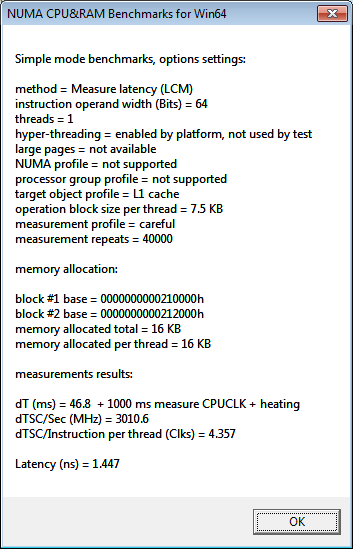 NUMA CPU&RAM Benchmarks for Win64
Simple mode benchmarks, options settings:
method = Measure latency (LCM)
instruction operand width (Bits) = 64
threads = 1
hyper-threading = enabled by platform, not used by test
large pages = not available
NUMA profile = not supported
processor group profile = not supported
target object profile = L1 cache
operation block size per thread = 7.5 KB
measurement profile = careful
measurement repeats = 40000
memory allocation:
block #1 base = 0000000000210000h
block #2 base = 0000000000212000h
memory allocated total = 16 KB
memory allocated per thread = 16 KB
measurements results:
dT (ms) = 46.8  + 1000 ms measure CPUCLK + heating
dTSC/Sec (MHz) = 3010.6
dTSC/Instruction per thread (Clks) = 4.357
Latency (ns) = 1.447
OK